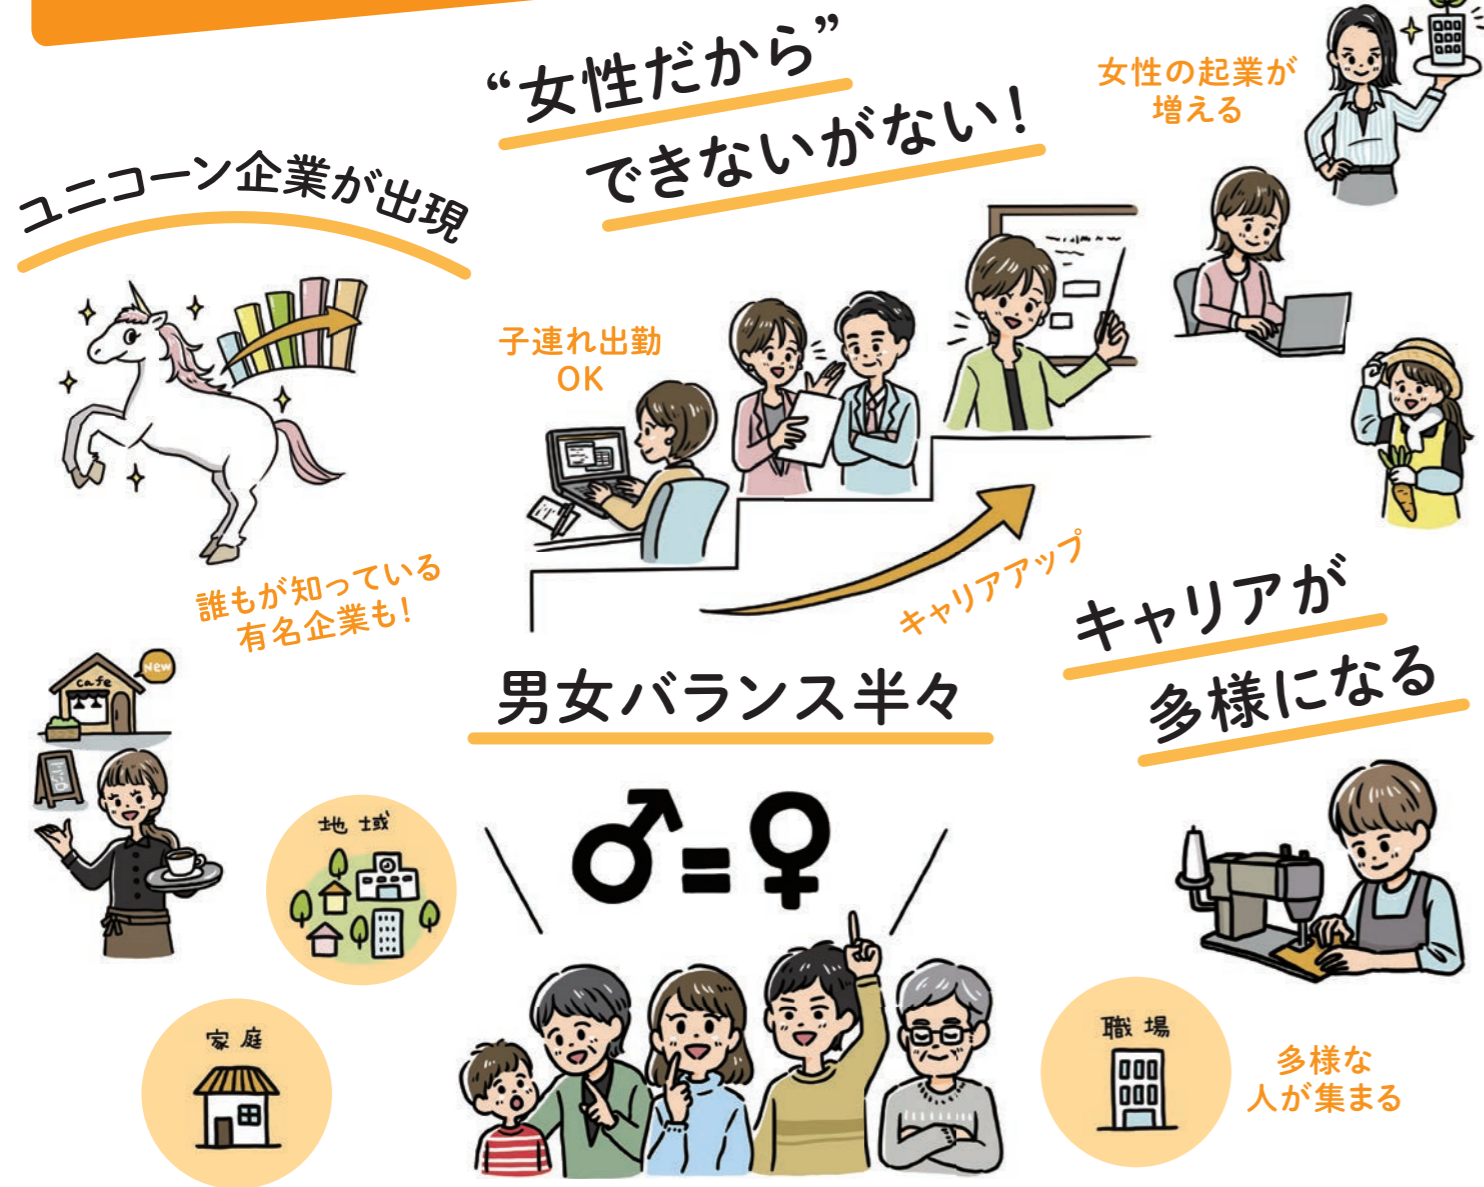 “女性だから”
できないがない！
女性の起業が
増える
ユニコーン企業が出現
子連れ出勤
OK
キャリアアップ
誰もが知っている
有名企業も！
キャリアが
多様になる
男女バランス半々
New
cafe
地域
♂=♀
家庭
職場
多様な
人が集まる